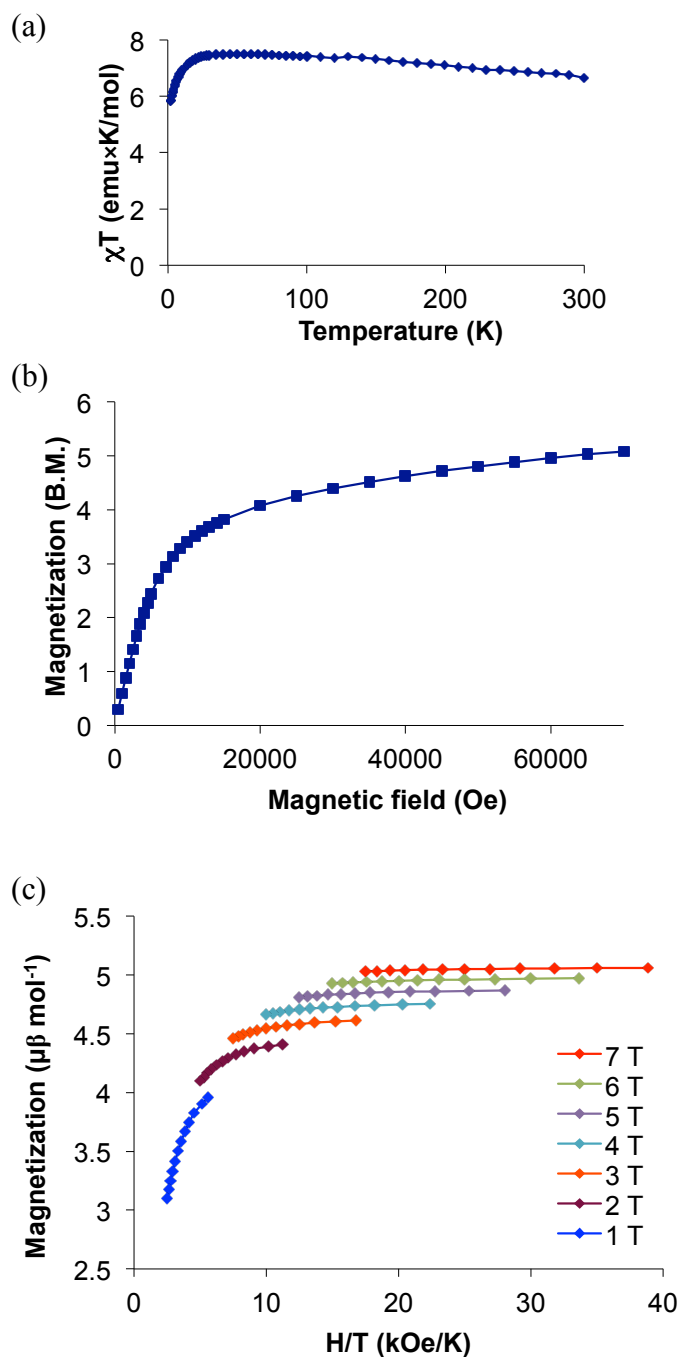 (a)
8
6
4
2
0
χT (emu×K/mol)
0 100 200 300
Temperature (K)
(b)
6
5
4
3
2
1
0
Magnetization (B.M.)
0 20000 40000 60000
Magnetic field (Oe)
(c)
5.5
5
4.5
4
3.5
3
2.5
Magnetization (μβ mol⁻¹)
7 T
6 T
5 T
4 T
3 T
2 T
1 T
0 10 20 30 40
H/T (kOe/K)